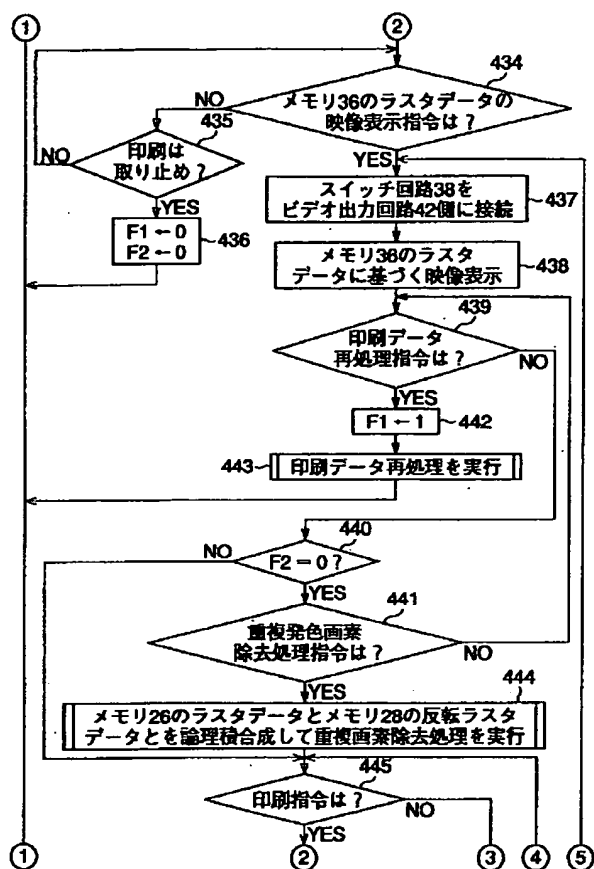 ①
②
434
メモリ36のラスタデータの
映像表示指令は？
NO
YES
435
印刷は
取り止め？
NO
YES
F1←0
F2←0
436
スイッチ回路38を
ビデオ出力回路42側に接続
437
メモリ36のラスタ
データに基づく映像表示
438
439
印刷データ
再処理指令は？
NO
YES
F1←1
442
443
印刷データ再処理を実行
440
F2=0？
NO
YES
441
重複発色画素
除去処理指令は？
NO
YES
444
メモリ26のラスタデータとメモリ28の反転ラスタ
データとを論理積合成して重複画素除去処理を実行
445
印刷指令は？
NO
YES
①
②
③
④
⑤